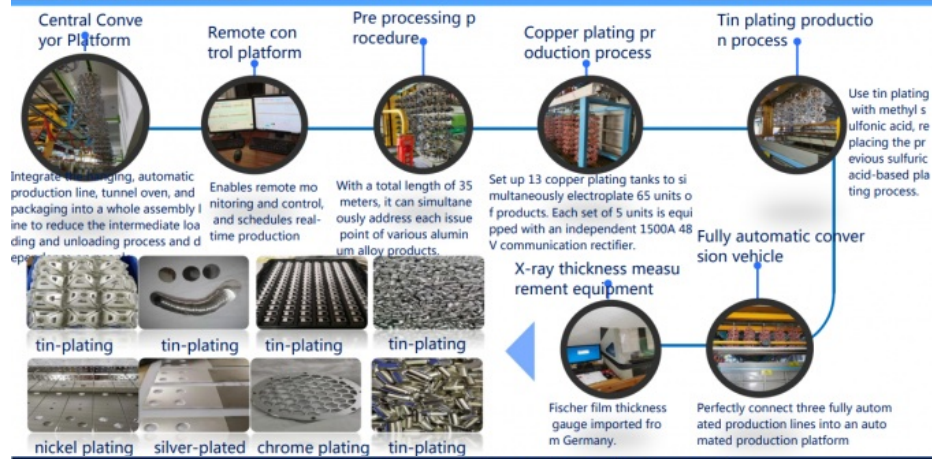 Central Conve
yor Platform
Remote con
trol platform
Pre processing p
rocedure
Copper plating pr
oduction process
Tin plating productio
n process
Integrate the hanging, automatic
production line, tunnel oven, and
packaging into a whole assembly l
ine to reduce the intermediate loa
ding and unloading process and d
Enables remote mo
nitoring and control,
and schedules real-
time production
With a total length of 35
meters, it can simultane
ously address each issue
point of various alumin
um alloy products.
Set up 13 copper plating tanks to si
multaneously electroplate 65 units o
f products. Each set of 5 units is equi
pped with an independent 1500A 48
V communication rectifier.
Use tin plating
with methyl s
ulfonic acid, re
placing the pr
evious sulfuric
acid-based pla
ting process.
Fully automatic conver
sion vehicle
X-ray thickness measu
rement equipment
Fischer film thickness
gauge imported fro
m Germany.
Perfectly connect three fully autom
ated production lines into an auto
mated production platform
tin-plating
tin-plating
tin-plating
tin-plating
nickel plating
silver-plated
chrome plating
tin-plating